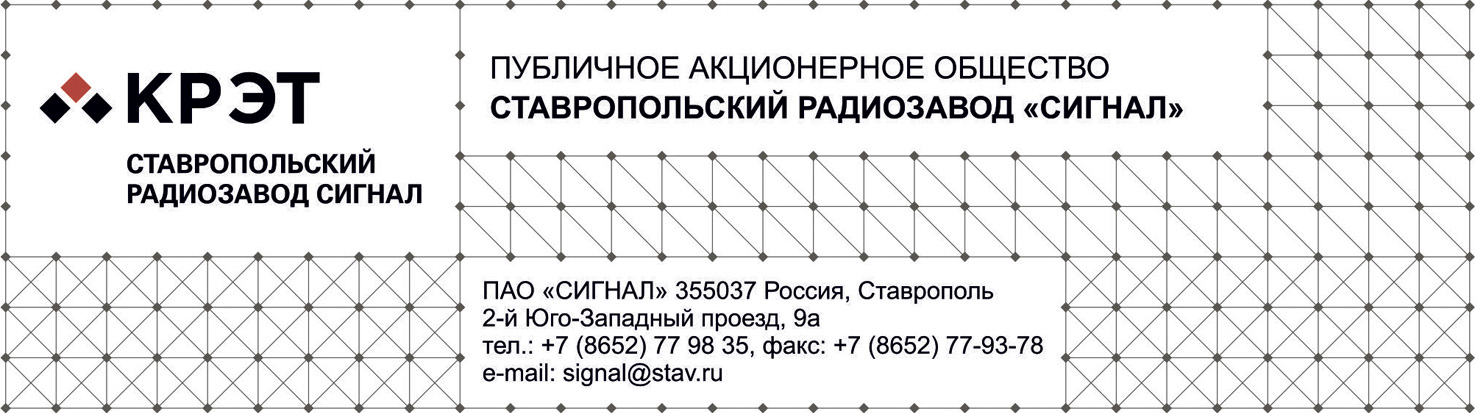 КРЭТ
СТАВРОПОЛЬСКИЙ
РАДИОЗАВОД СИГНАЛ
ПУБЛИЧНОЕ АКЦИОНЕРНОЕ ОБЩЕСТВО
СТАВРОПОЛЬСКИЙ РАДИОЗАВОД «СИГНАЛ»
ПАО «СИГНАЛ» 355037 Россия, Ставрополь
2-й Юго-Западный проезд, 9а
тел.: +7 (8652) 77 98 35, факс: +7 (8652) 77-93-78
e-mail: signal@stav.ru